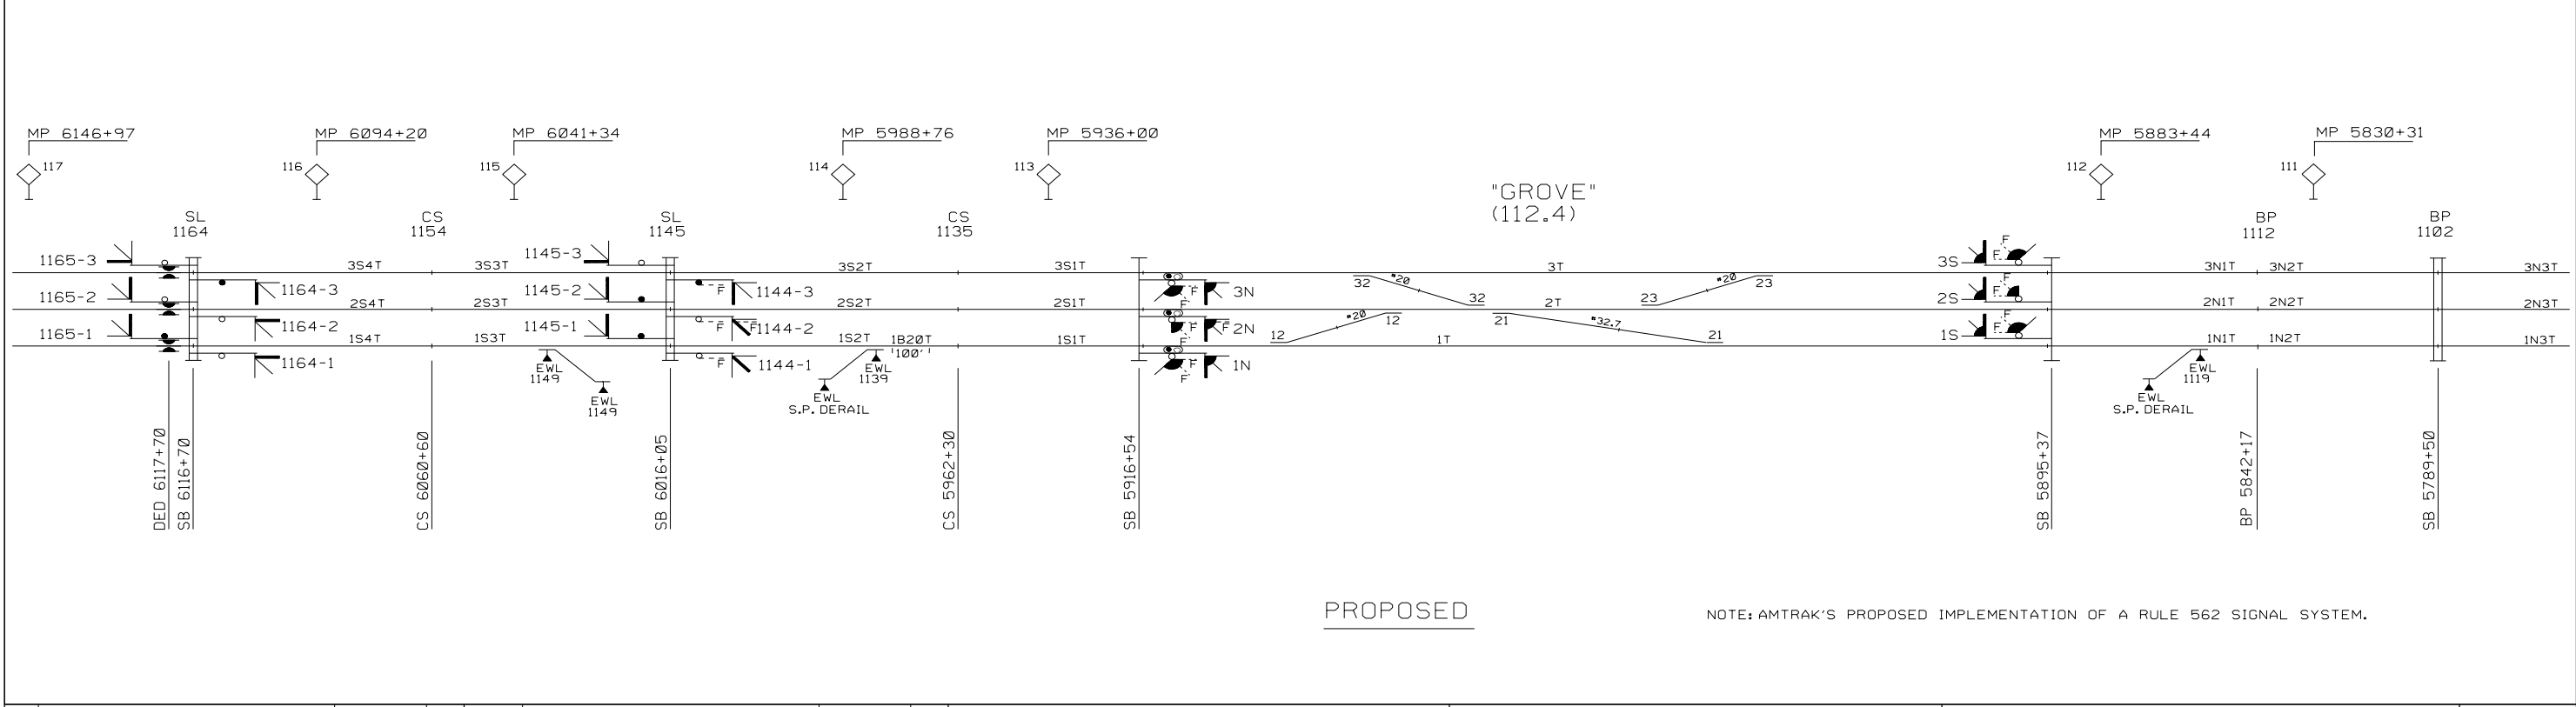 MP 6146+97
MP 6094+20
MP 6041+34
MP 5988+76
MP 5936+00
MP 5883+44
MP 5830+31
117
116
115
114
113
112
111
"GROVE"
(112.4)
SL
1164
CS
1154
SL
1145
CS
1135
BP
1112
BP
1102
1165-3
3S4T
3S3T
1145-3
3S2T
3S1T
3T
3S
F
F
3N1T
3N2T
3N3T
1164-3
F
1144-3
F
3N
F
32
#20
32
23
#20
23
1165-2
2S4T
2S3T
1145-2
2S2T
2S1T
2T
2S
F
F
2N1T
2N2T
2N3T
1164-2
F
F
1144-2
F
F
2N
F
12
#20
12
21
#32.7
21
1165-1
1S4T
1S3T
1145-1
1S2T
1B20T
100'
1S1T
1T
1S
F
F
1N1T
1N2T
1N3T
1164-1
F
1144-1
F
1N
F
EWL
1149
EWL
1149
EWL
1139
EWL
S.P. DERAIL
EWL
1119
EWL
S.P. DERAIL
DED 6117+70
SB 6116+70
CS 6060+60
SB 6016+05
CS 5962+30
SB 5916+54
SB 5895+37
BP 5842+17
SB 5789+50
PROPOSED
NOTE: AMTRAK'S PROPOSED IMPLEMENTATION OF A RULE 562 SIGNAL SYSTEM.